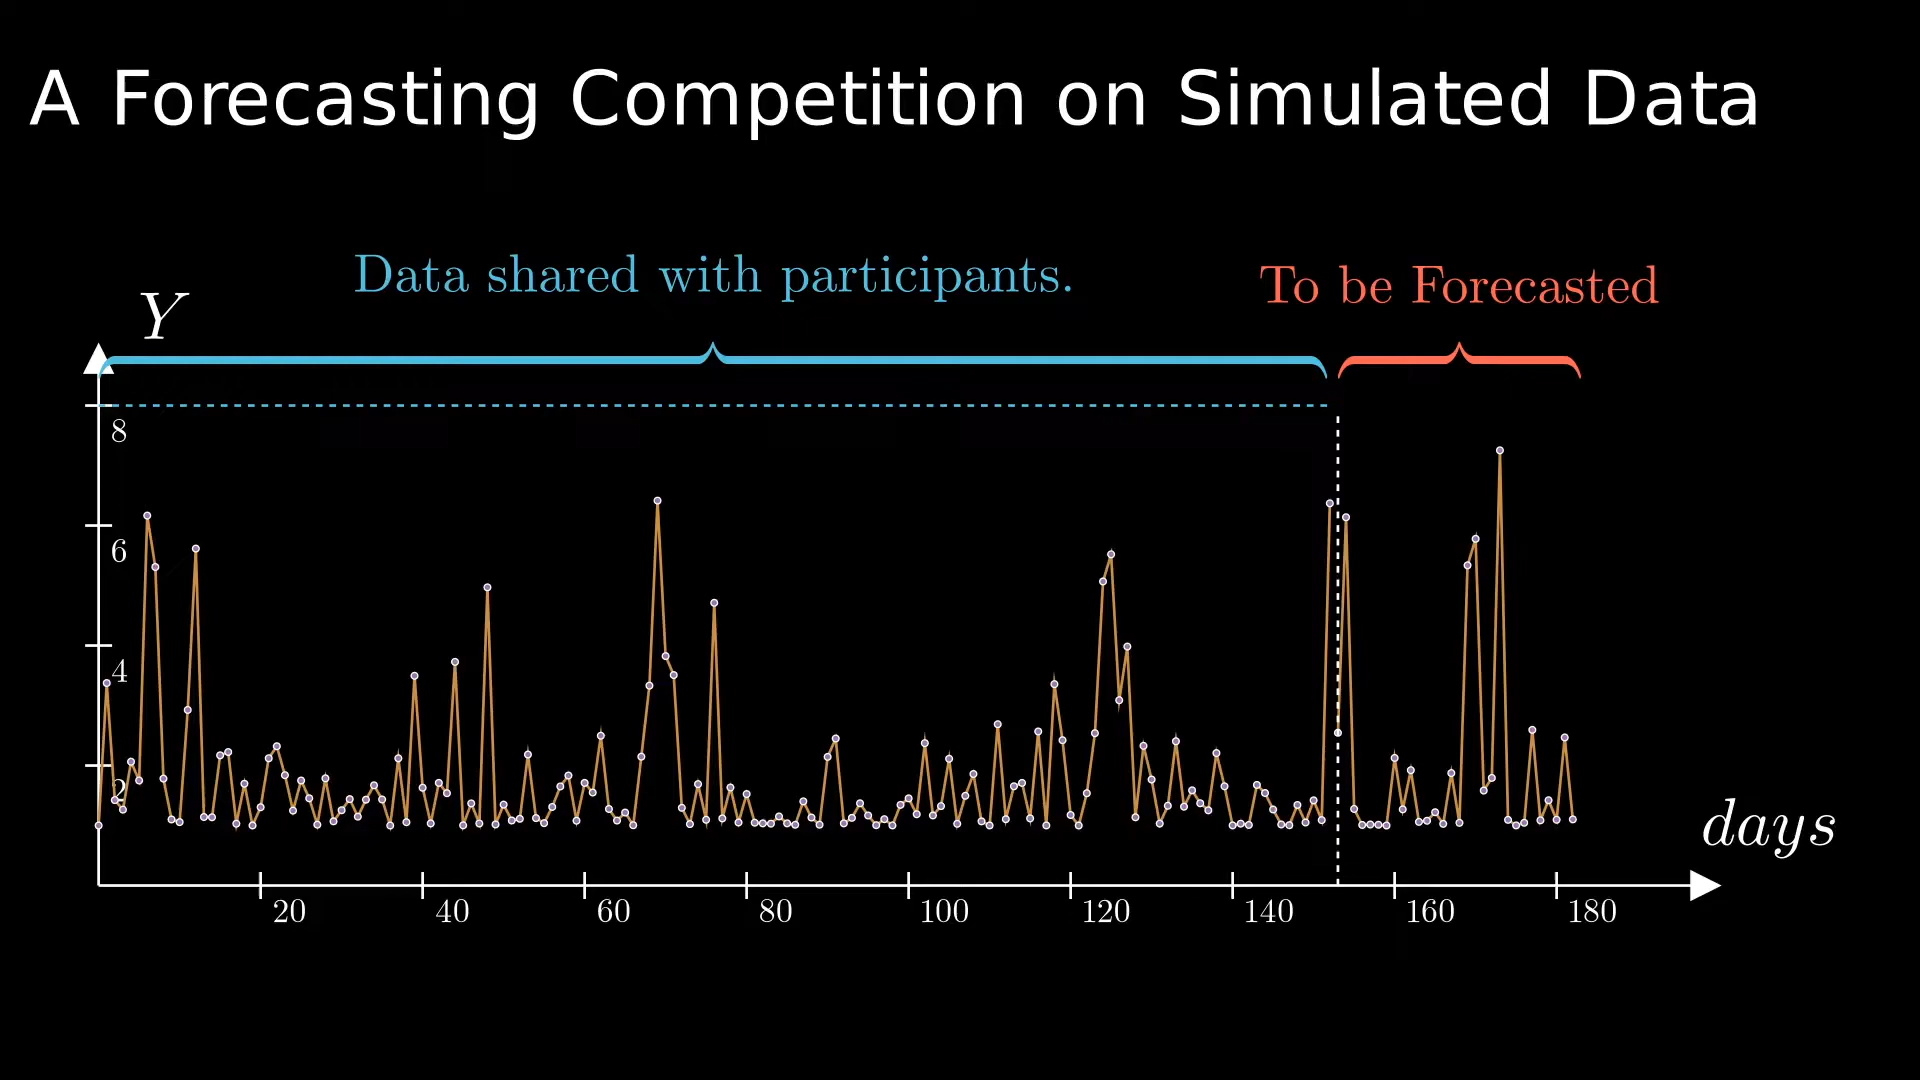 A Forecasting Competition on Simulated Data
Data shared with participants.
To be Forecasted
Y
8
6
4
2
days
20 40 60 80 100 120 140 160 180